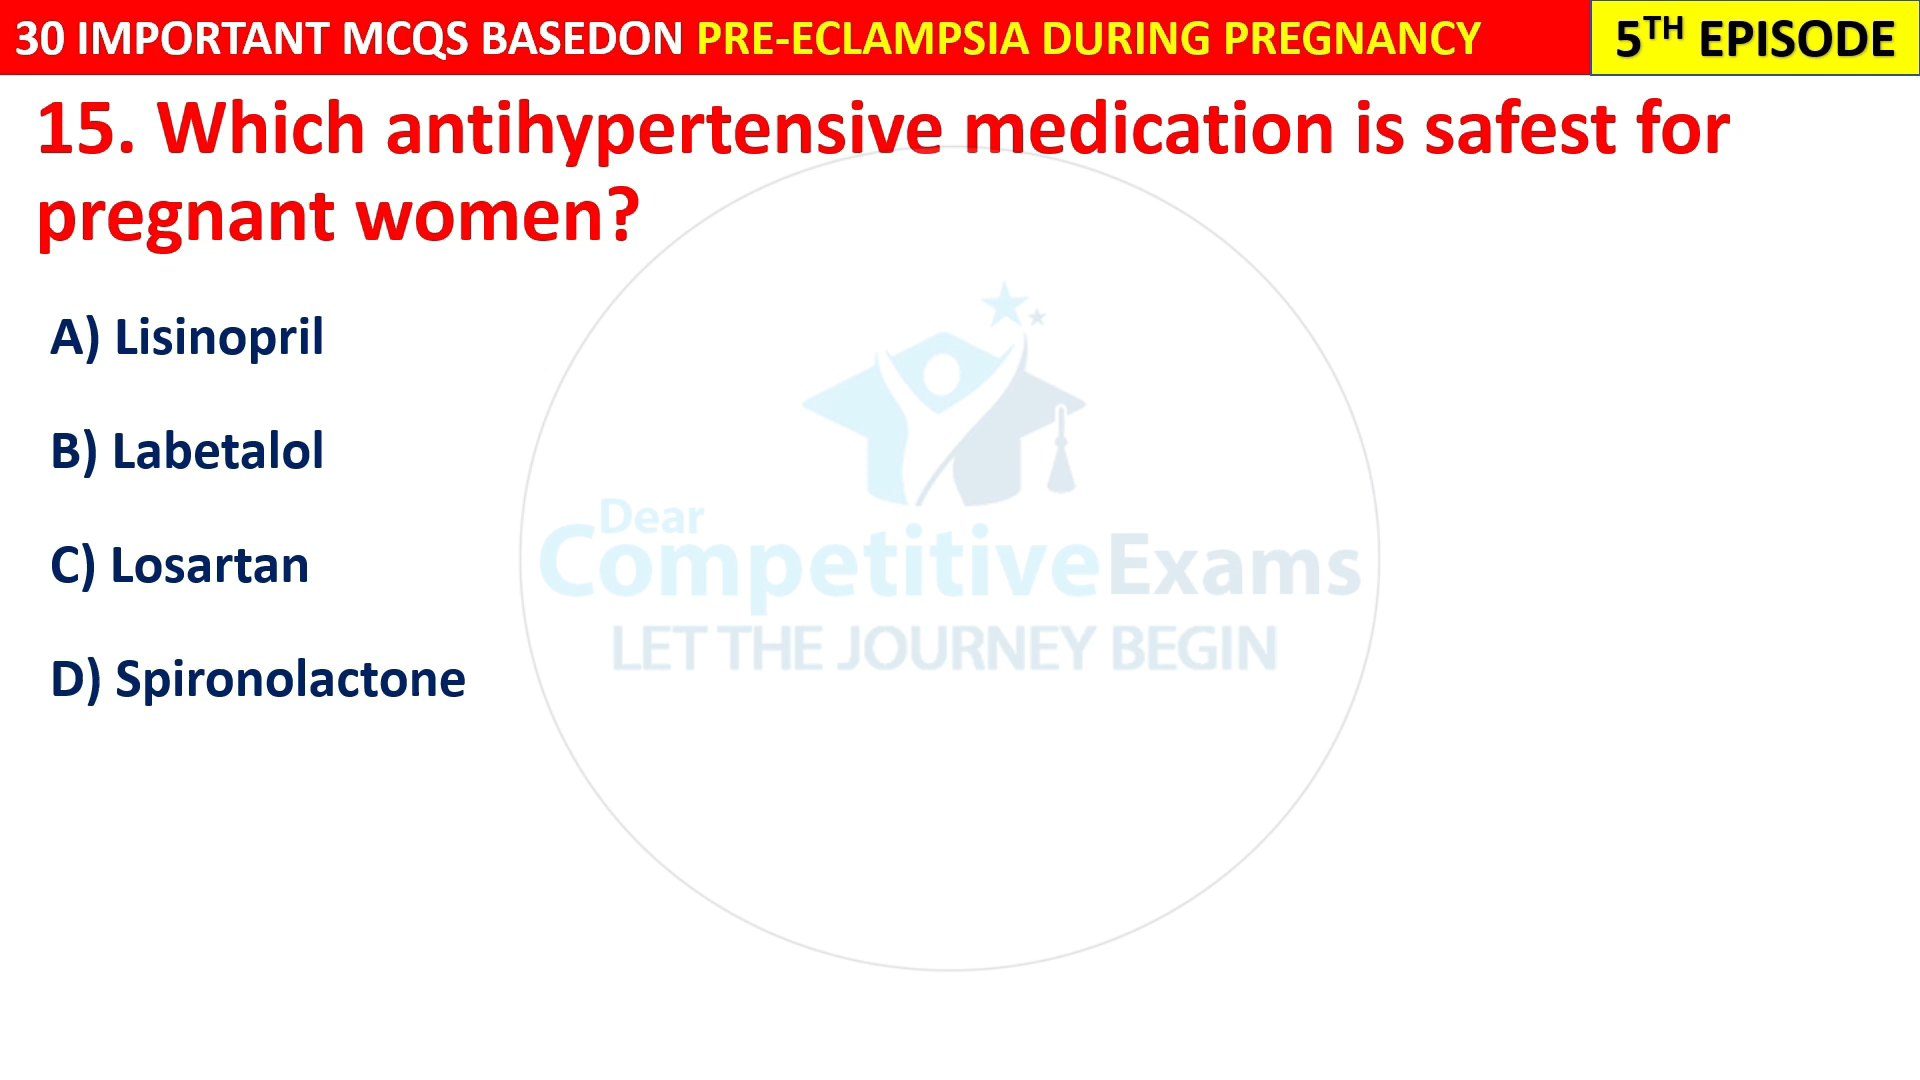 30 IMPORTANT MCQS BASEDON PRE-ECLAMPSIA DURING PREGNANCY
5TH EPISODE
15. Which antihypertensive medication is safest for
pregnant women?
A) Lisinopril
B) Labetalol
C) Losartan
D) Spironolactone
Dear
CompetitiveExams
LET THE JOURNEY BEGIN